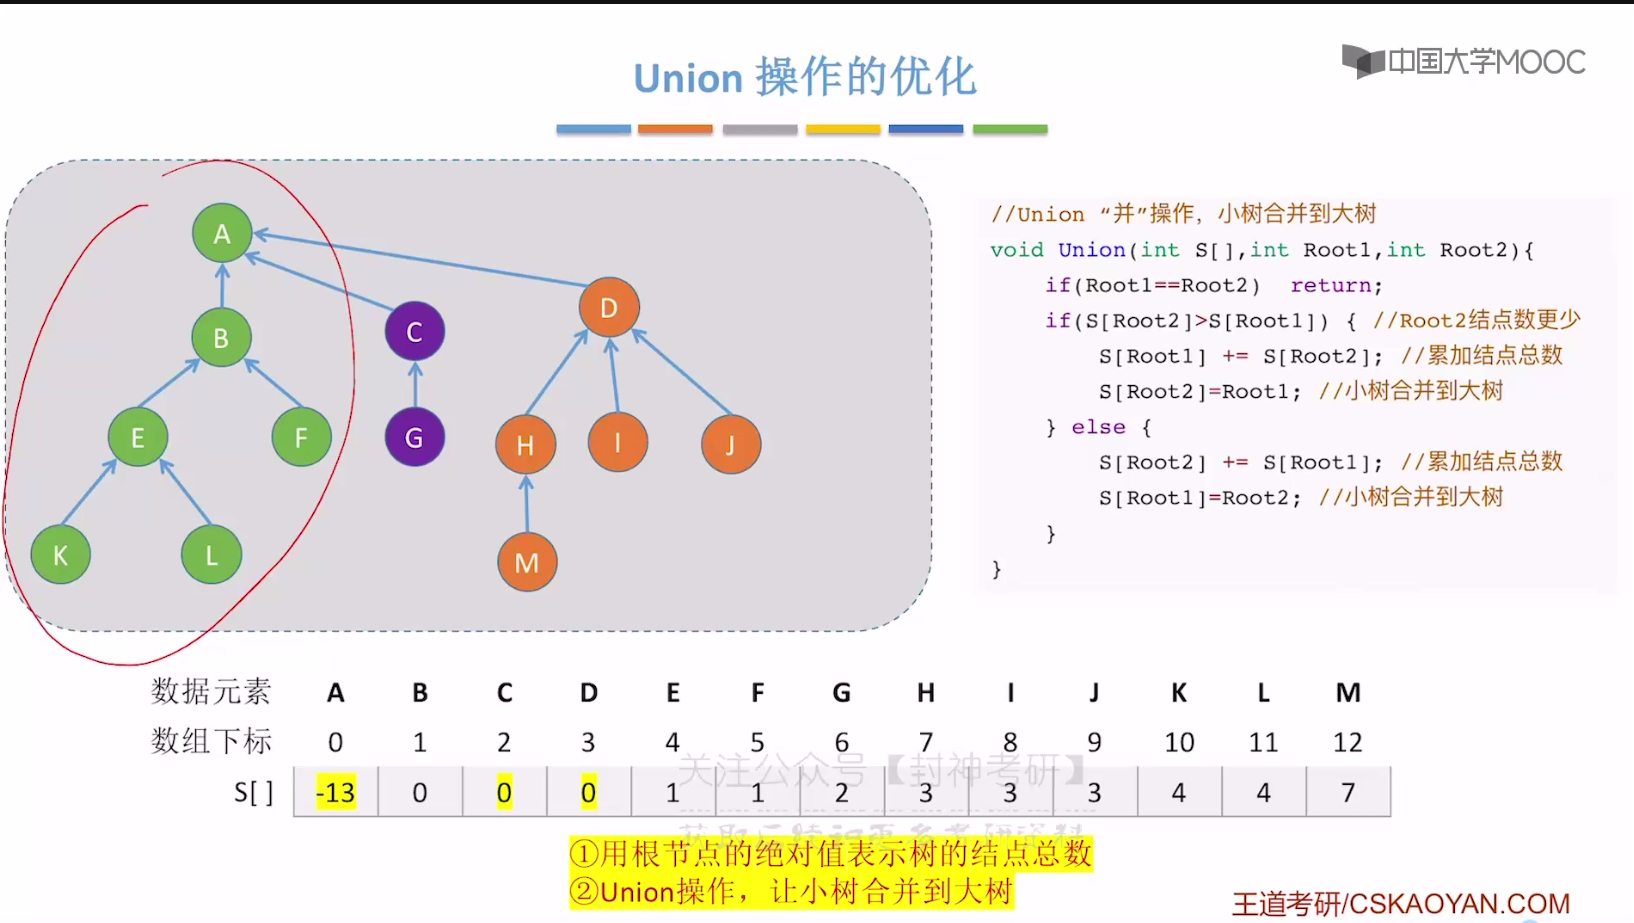 中国大学MOOC
Union 操作的优化
A
B
C
D
E
F
G
H
I
J
K
L
M
//Union “并”操作，小树合并到大树
void Union(int S[],int Root1,int Root2){
if(Root1==Root2) return;
if(S[Root2]>S[Root1]) { //Root2结点数更少
S[Root1] += S[Root2]; //累加结点总数
S[Root2]=Root1; //小树合并到大树
} else {
S[Root2] += S[Root1]; //累加结点总数
S[Root1]=Root2; //小树合并到大树
}
}
数据元素 A B C D E F G H I J K L M
数组下标 0 1 2 3 4 5 6 7 8 9 10 11 12
关注公众号【封神考研】
S[ ] -13 0 0 0 1 1 2 3 3 3 4 4 7
①用根节点的绝对值表示树的结点总数
②Union操作，让小树合并到大树
王道考研/CSKAOYAN.COM